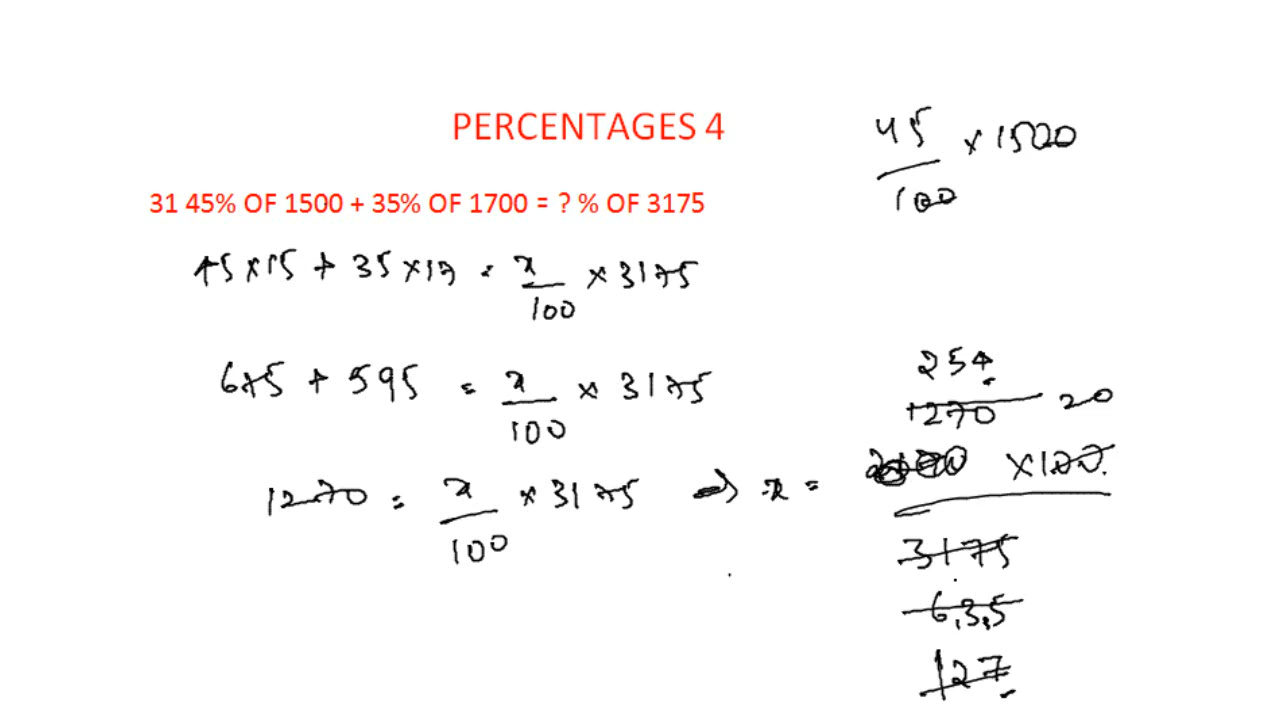 PERCENTAGES 4
31 45% OF 1500 + 35% OF 1700 = ? % OF 3175
45
100
× 1500
45×15 + 35×17 = x/100 × 3175
675 + 595 = x/100 × 3175
1270 = x/100 × 3175 ⇒ x =
254
1270
20
×100
3175
635
127